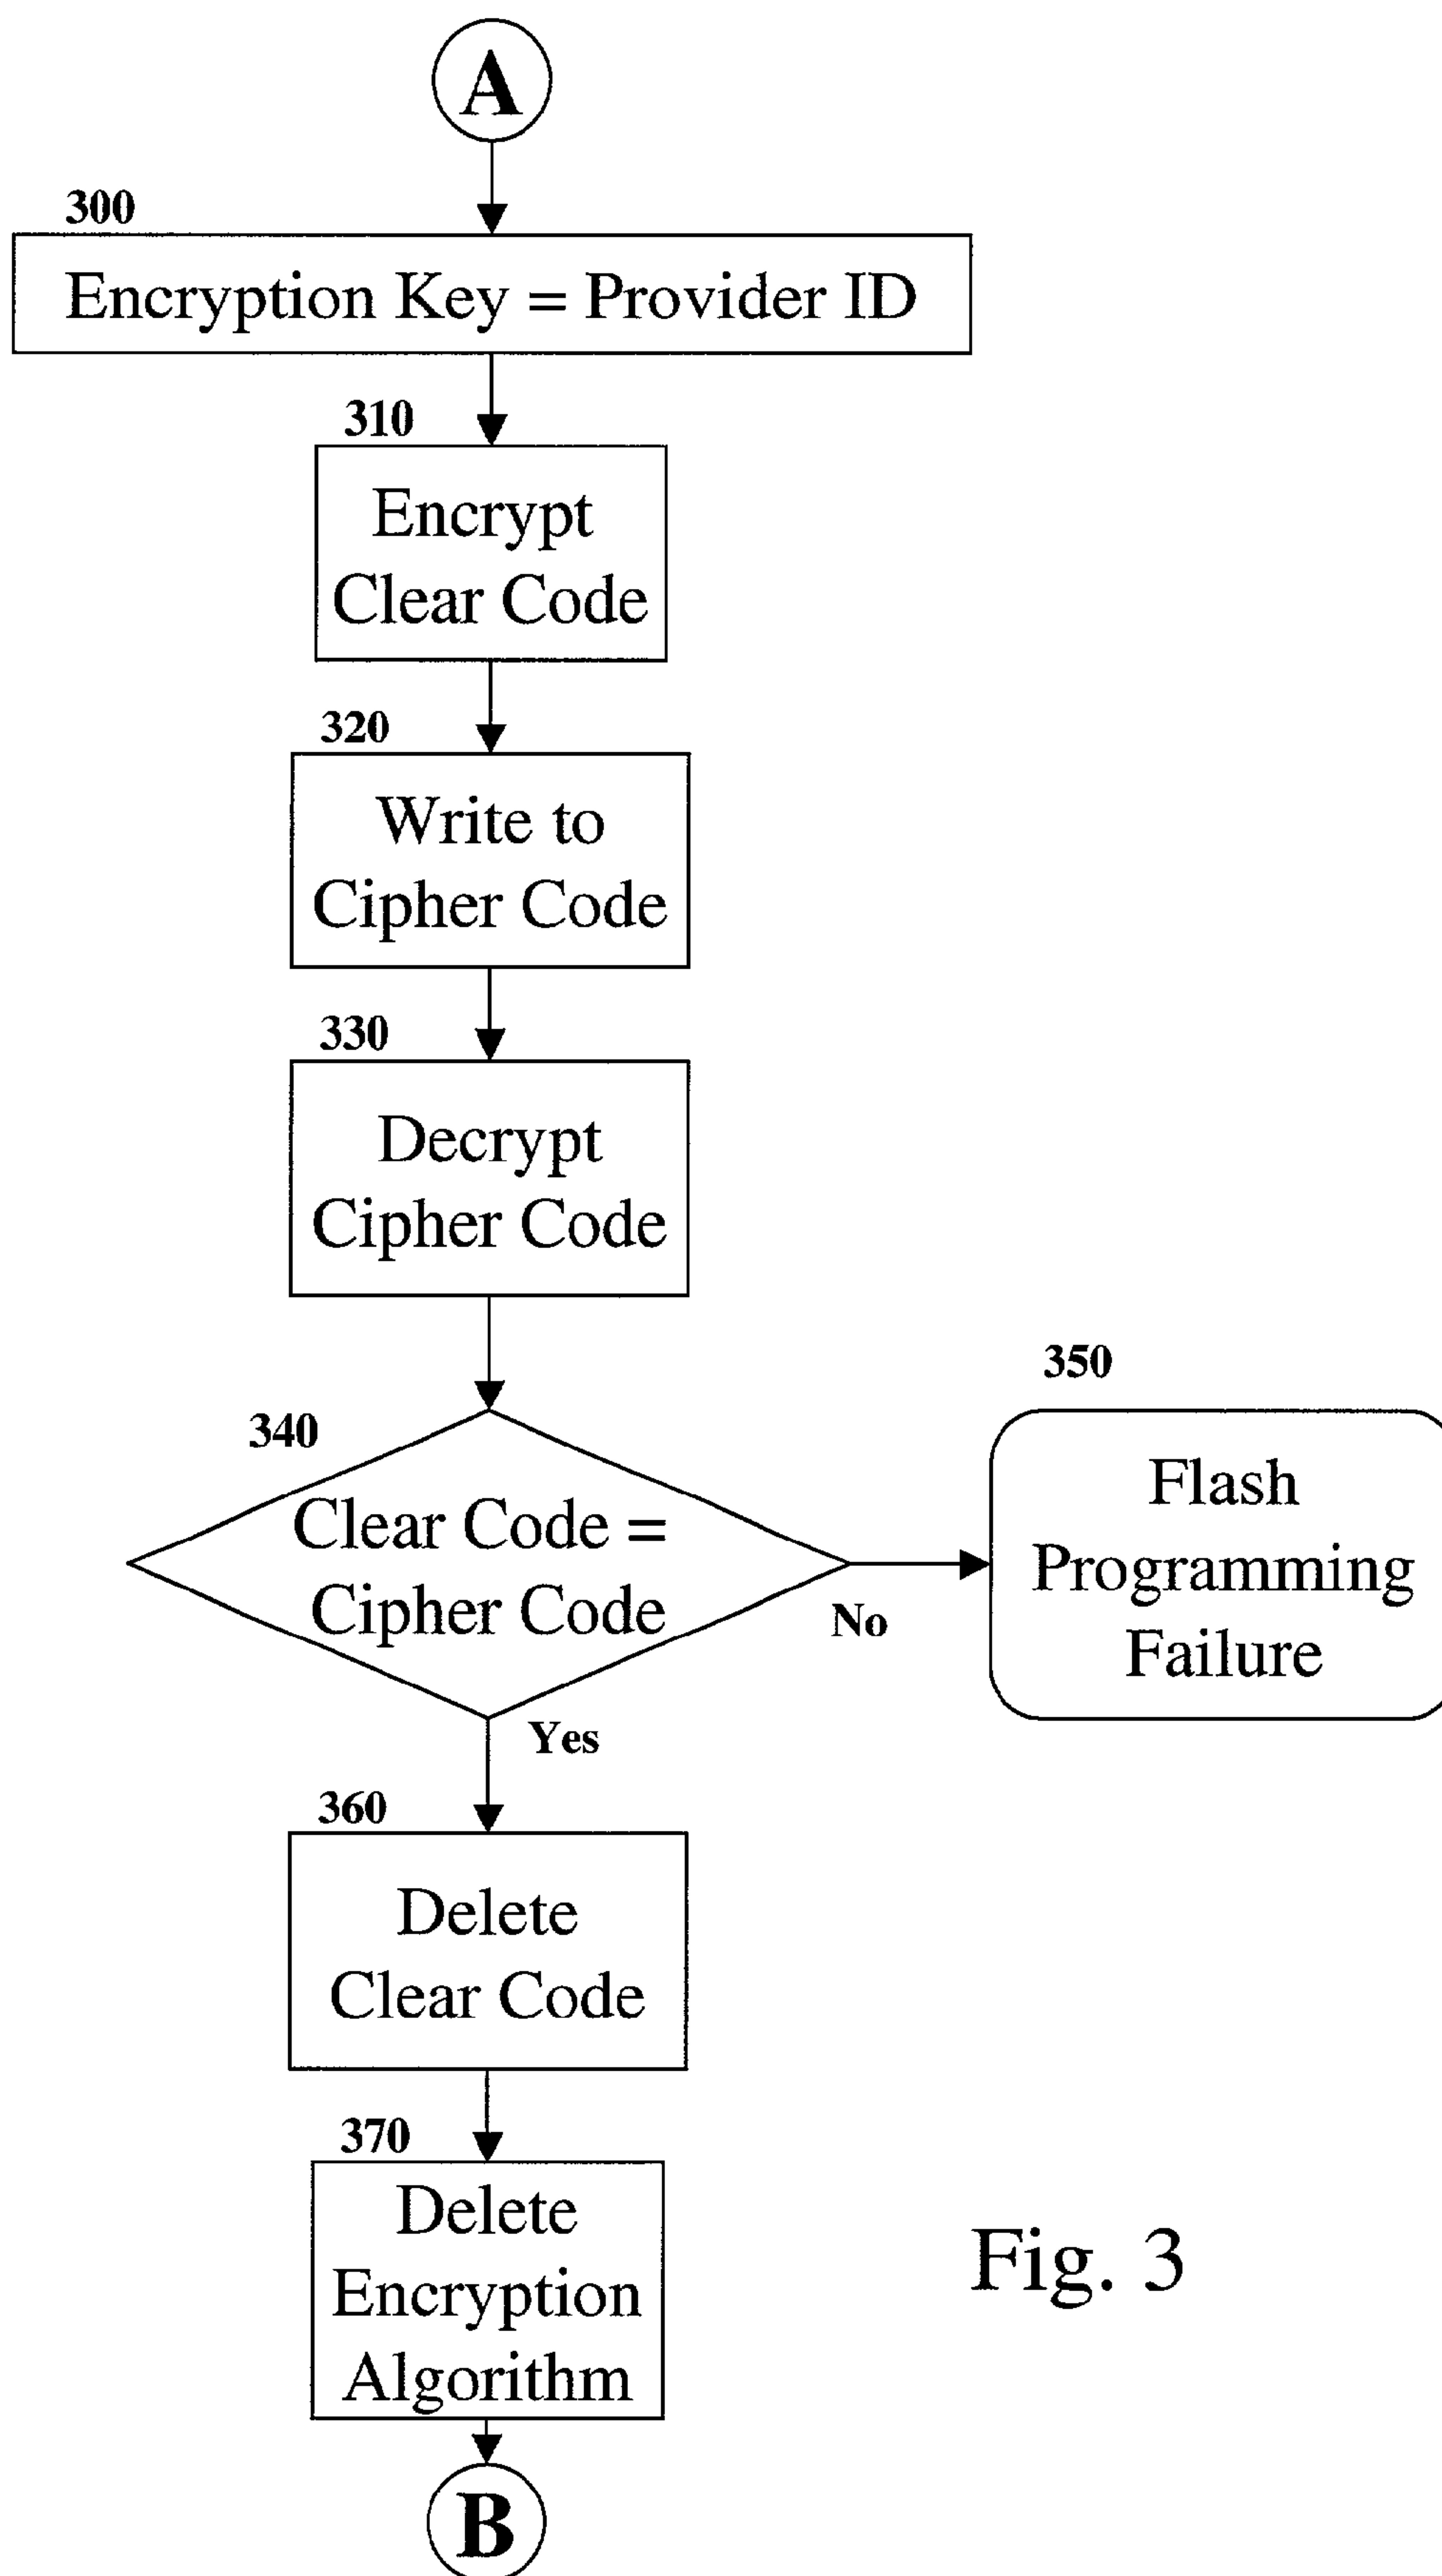 A
300
Encryption Key = Provider ID
310
Encrypt
Clear Code
320
Write to
Cipher Code
330
Decrypt
Cipher Code
340
Clear Code =
Cipher Code
No
350
Flash
Programming
Failure
Yes
360
Delete
Clear Code
370
Delete
Encryption
Algorithm
B
Fig. 3